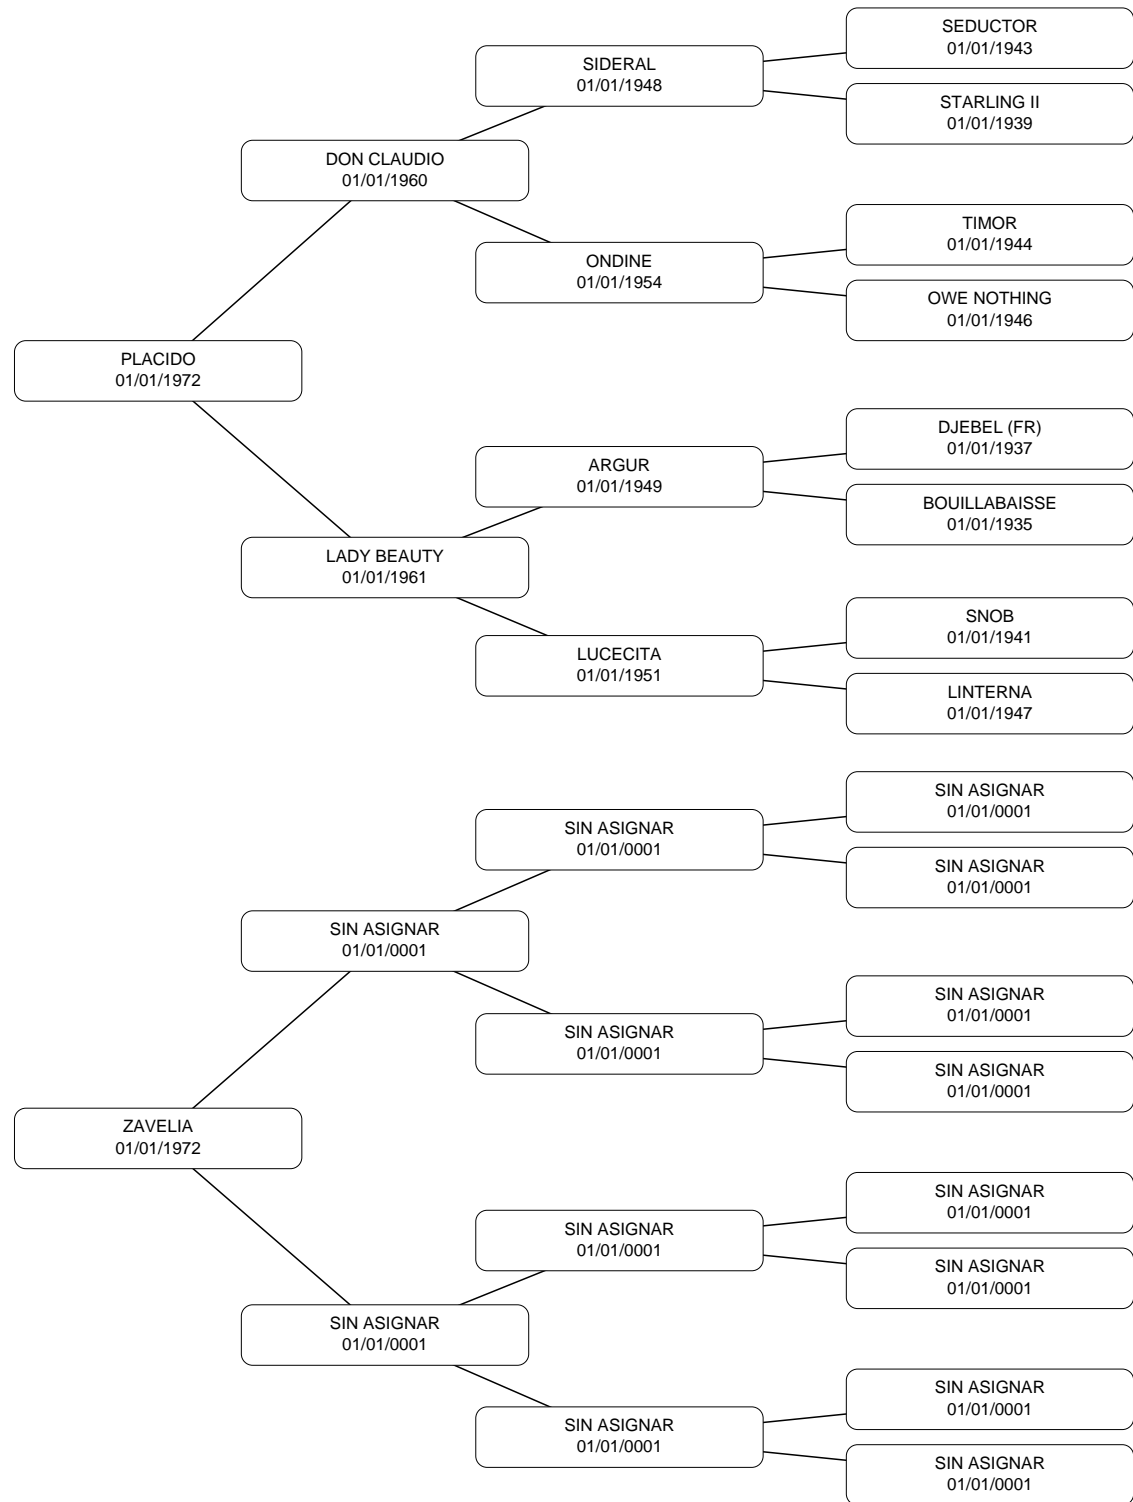 SEDUCTOR
01/01/1943
SIDERAL
01/01/1948
STARLING II
01/01/1939
DON CLAUDIO
01/01/1960
TIMOR
01/01/1944
ONDINE
01/01/1954
OWE NOTHING
01/01/1946
PLACIDO
01/01/1972
DJEBEL (FR)
01/01/1937
ARGUR
01/01/1949
BOUILLABAISSE
01/01/1935
LADY BEAUTY
01/01/1961
SNOB
01/01/1941
LUCECITA
01/01/1951
LINTERNA
01/01/1947
SIN ASIGNAR
01/01/0001
SIN ASIGNAR
01/01/0001
SIN ASIGNAR
01/01/0001
SIN ASIGNAR
01/01/0001
SIN ASIGNAR
01/01/0001
SIN ASIGNAR
01/01/0001
SIN ASIGNAR
01/01/0001
ZAVELIA
01/01/1972
SIN ASIGNAR
01/01/0001
SIN ASIGNAR
01/01/0001
SIN ASIGNAR
01/01/0001
SIN ASIGNAR
01/01/0001
SIN ASIGNAR
01/01/0001
SIN ASIGNAR
01/01/0001
SIN ASIGNAR
01/01/0001